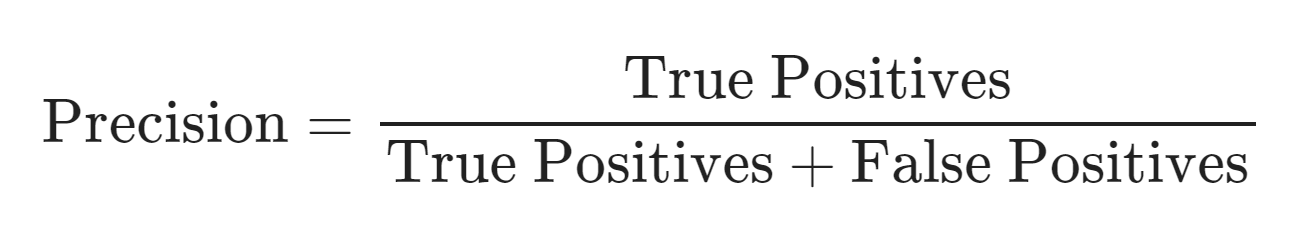 True Positives
Precision =
True Positives + False Positives